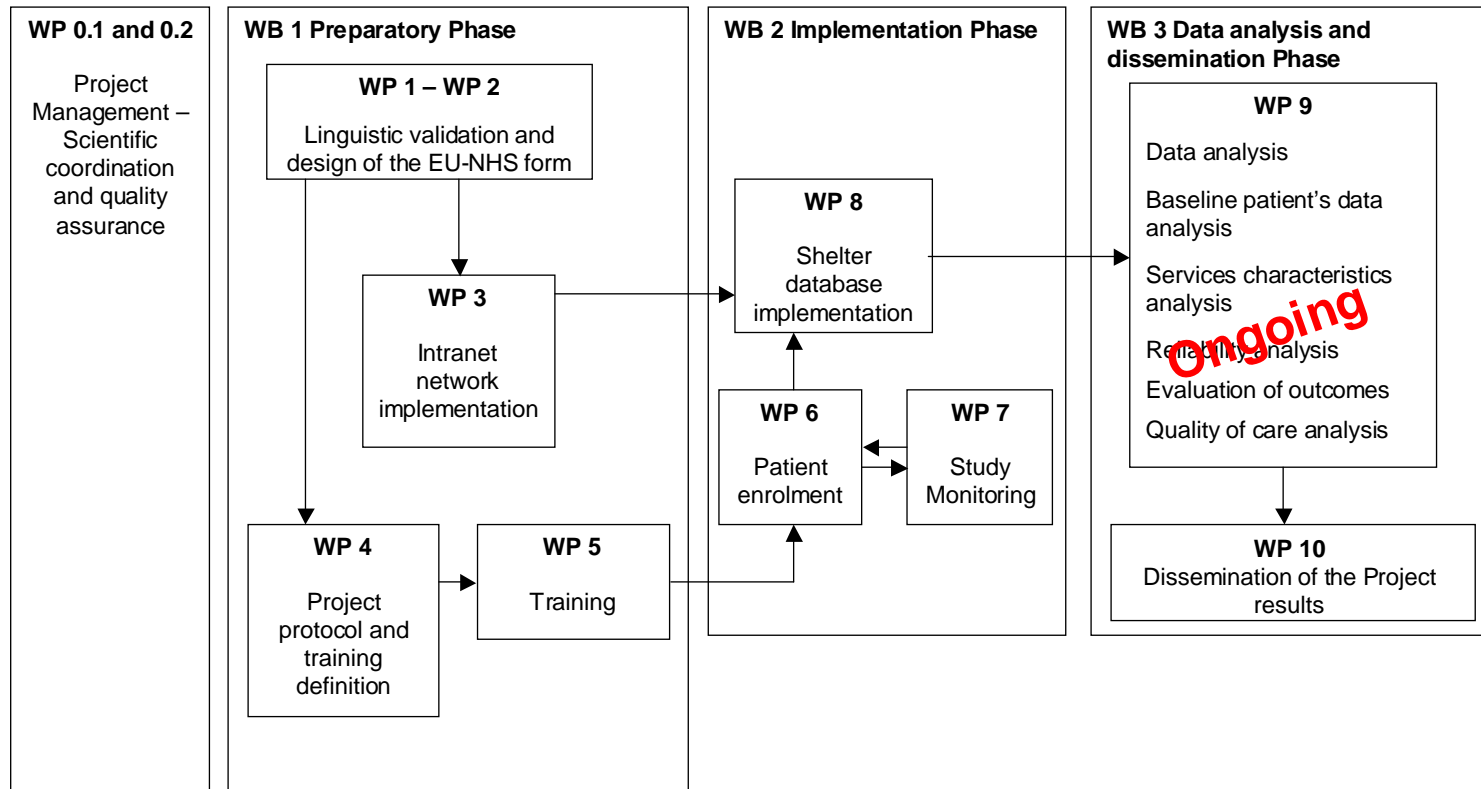 WP 0.1 and 0.2
Project
Management –
Scientific
coordination
and quality
assurance
WB 1 Preparatory Phase
WP 1 – WP 2
Linguistic validation and
design of the EU-NHS form
WP 3
Intranet
network
implementation
WP 4
Project
protocol and
training
definition
WP 5
Training
WB 2 Implementation Phase
WP 8
Shelter
database
implementation
WP 6
Patient
enrolment
WP 7
Study
Monitoring
WB 3 Data analysis and
dissemination Phase
WP 9
Data analysis
Baseline patient's data
analysis
Services characteristics
analysis
Reliability analysis
Ongoing
Evaluation of outcomes
Quality of care analysis
WP 10
Dissemination of the Project
results